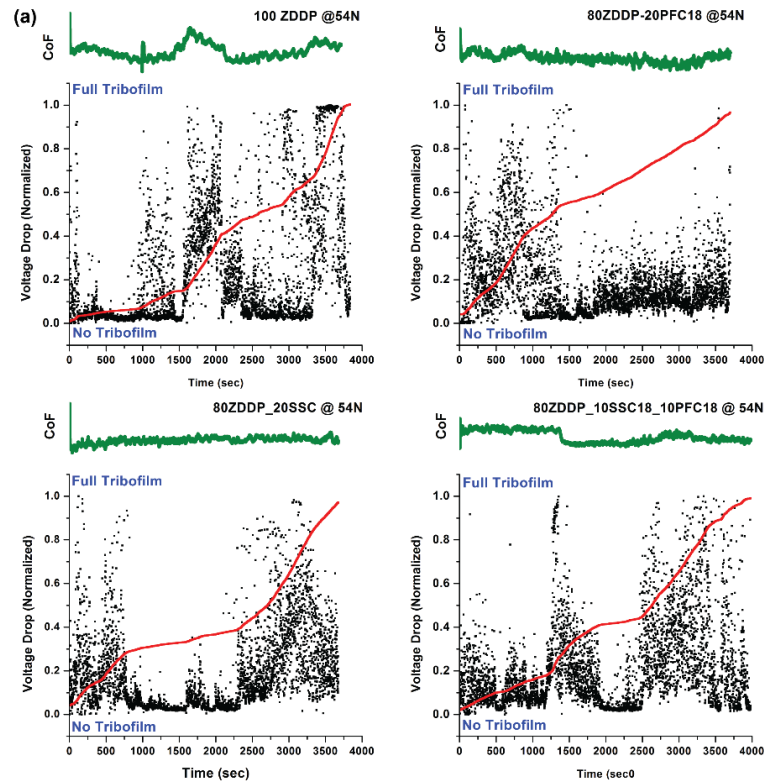 (a)
100 ZDDP @54N
CoF
Full Tribofilm
1.0
0.8
0.6
0.4
0.2
0.0
Voltage Drop (Normalized)
No Tribofilm
0 500 1000 1500 2000 2500 3000 3500 4000
Time (sec)
80ZDDP-20PFC18 @54N
CoF
Full Tribofilm
1.0
0.8
0.6
0.4
0.2
0.0
Voltage Drop (Normalized)
No Tribofilm
0 500 1000 1500 2000 2500 3000 3500 4000
Time (sec)
80ZDDP_20SSC @ 54N
CoF
Full Tribofilm
1.0
0.8
0.6
0.4
0.2
0.0
Voltage Drop (Normalized)
No Tribofilm
0 500 1000 1500 2000 2500 3000 3500 4000
Time (sec)
80ZDDP_10SSC18_10PFC18 @ 54N
CoF
Full Tribofilm
1.0
0.8
0.6
0.4
0.2
0.0
Voltage Drop (Normalized)
No Tribofilm
0 500 1000 1500 2000 2500 3000 3500 4000
Time (sec0